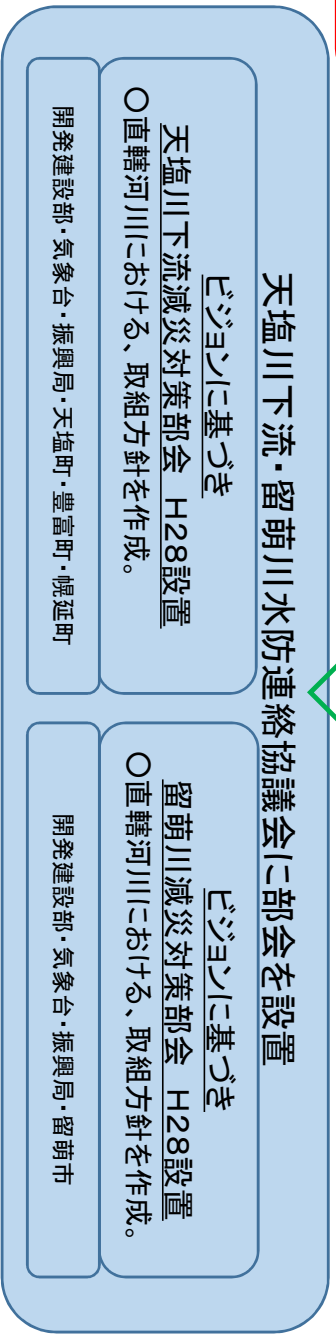 天塩川下流・留萌川水防連絡協議会に部会を設置
ビジョンに基づき
天塩川下流減災対策部会 H28設置
〇直轄河川における、取組方針を作成。
開発建設部・気象台・振興局・天塩町・豊富町・幌延町
ビジョンに基づき
留萌川減災対策部会 H28設置
〇直轄河川における、取組方針を作成。
開発建設部・気象台・振興局・留萌市